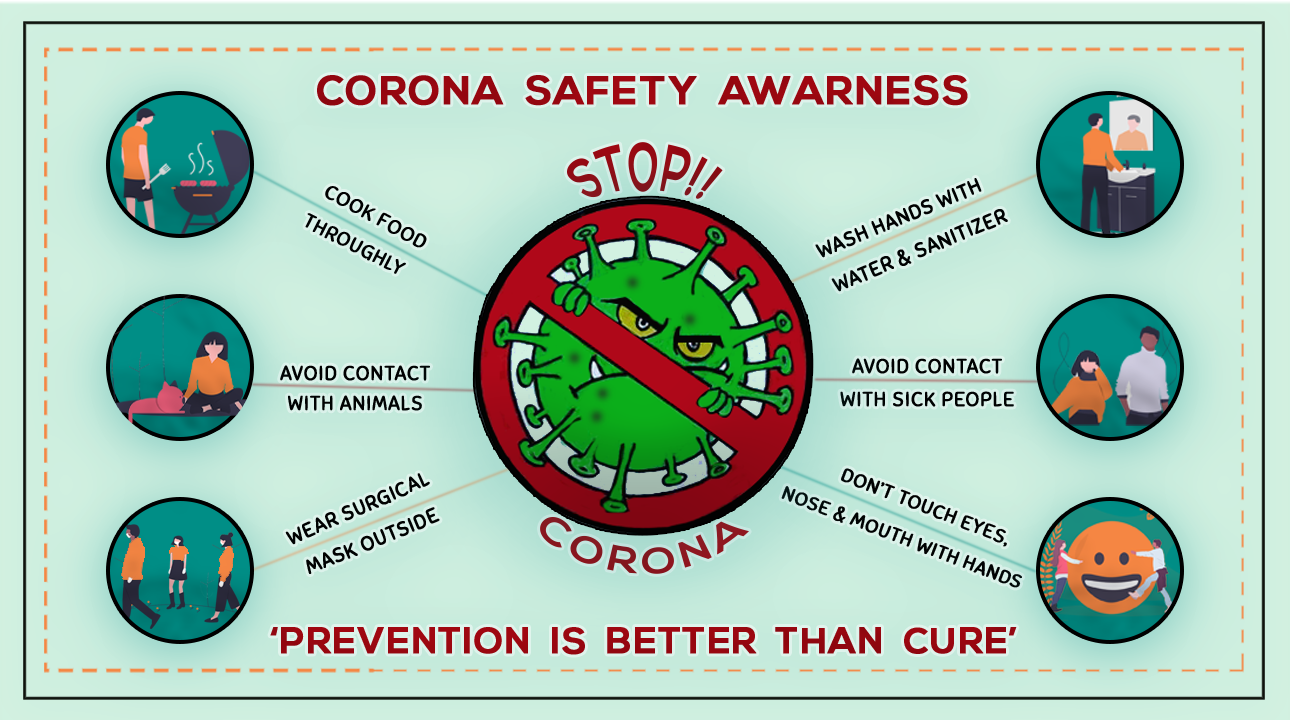 CORONA SAFETY AWARNESS
STOP!!
COOK FOOD
THROUGHLY
WASH HANDS WITH
WATER & SANITIZER
AVOID CONTACT
WITH ANIMALS
AVOID CONTACT
WITH SICK PEOPLE
WEAR SURGICAL
MASK OUTSIDE
DON'T TOUCH EYES,
NOSE & MOUTH WITH HANDS
CORONA
'PREVENTION IS BETTER THAN CURE'